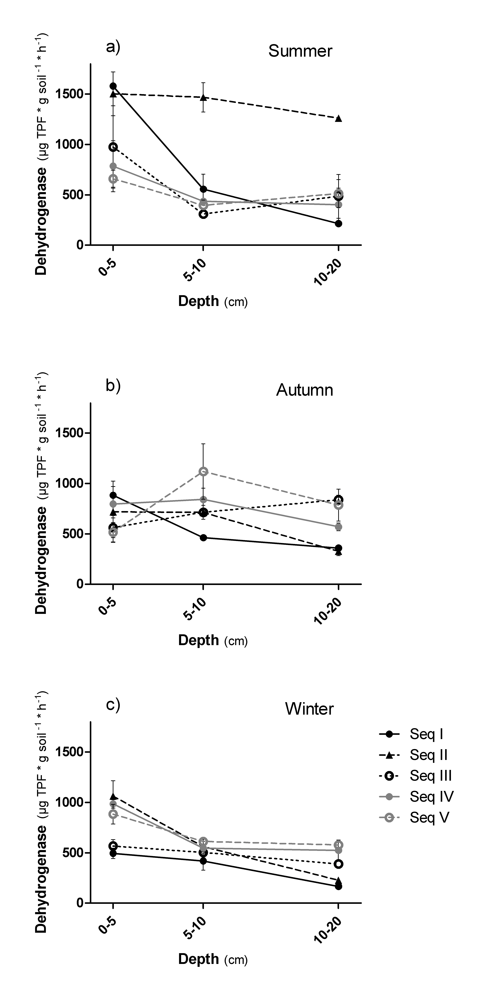 a)
Summer
Dehydrogenase (µg TPF * g soil⁻¹ * h⁻¹)
1500
1000
500
0
0-5
5-10
10-20
Depth (cm)
b)
Autumn
Dehydrogenase (µg TPF * g soil⁻¹ * h⁻¹)
1500
1000
500
0
0-5
5-10
10-20
Depth (cm)
c)
Winter
Dehydrogenase (µg TPF * g soil⁻¹ * h⁻¹)
1500
1000
500
0
0-5
5-10
10-20
Depth (cm)
Seq I
Seq II
Seq III
Seq IV
Seq V